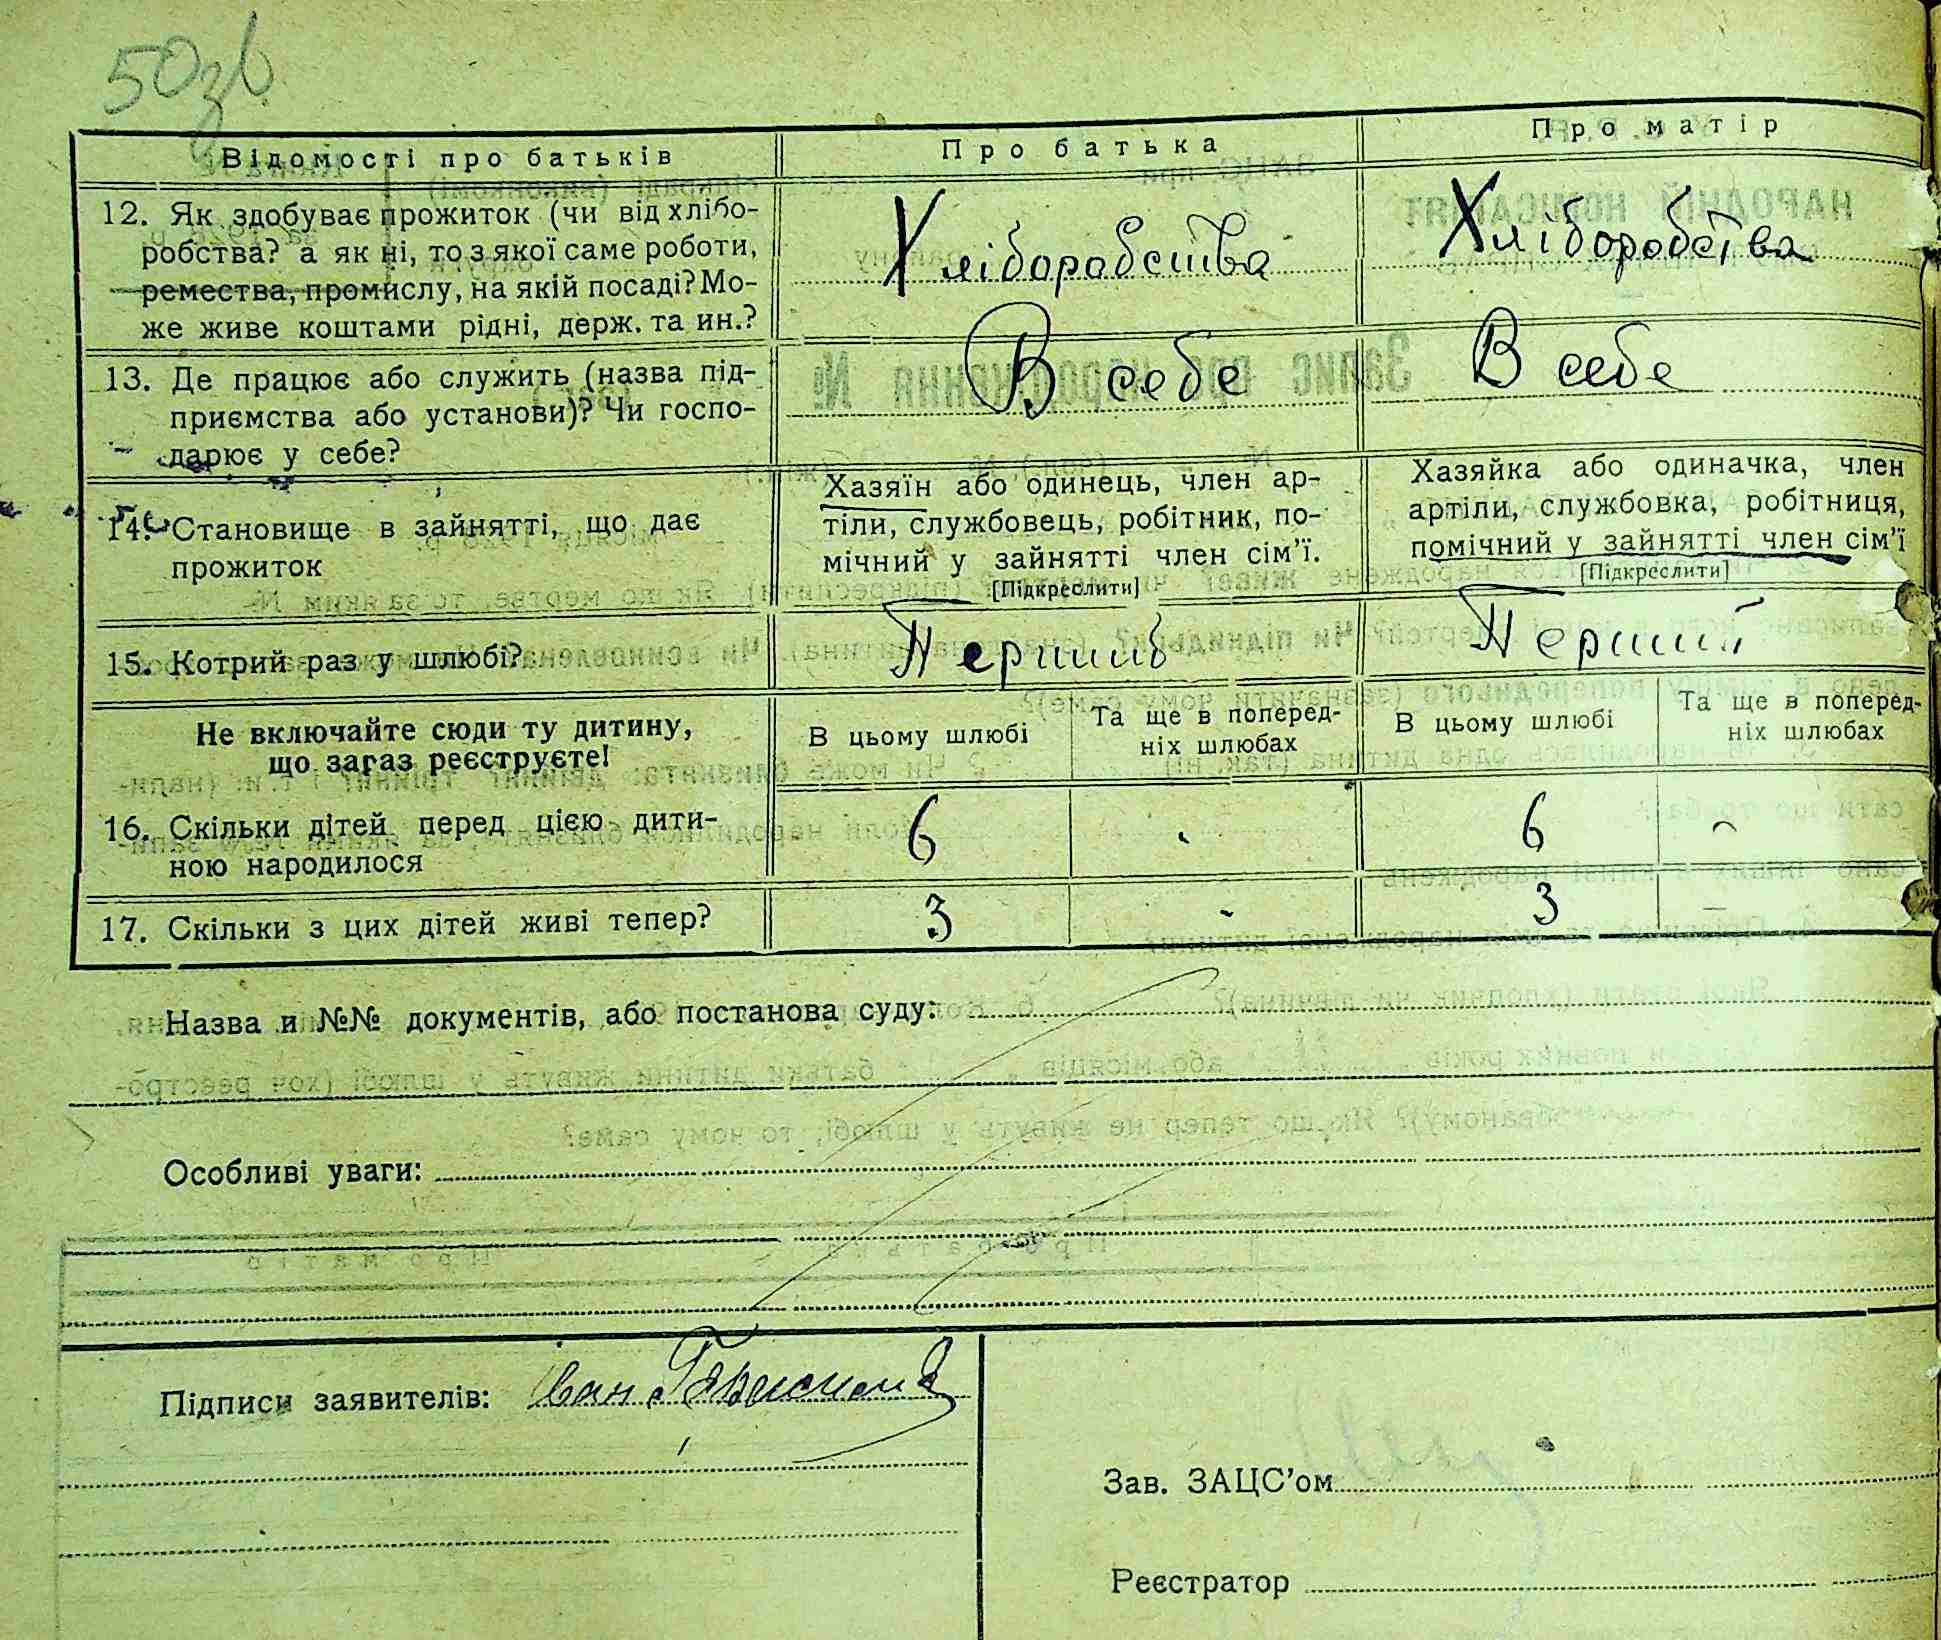 50зв.
Відомості про батьків
Про батька
Про матір
12. Як здобуває прожиток (чи від хлібо-
робства? а як ні, то з якої саме роботи,
ремества, промислу, на якій посаді? Мо-
же живе коштами рідні, держ. та ин.?
Хліборобства
Хліборобства
13. Де працює або служить (назва під-
приємства або установи)? Чи госпо-
дарює у себе?
В себе
В себе
14. Становище в зайнятті, що дає
прожиток
Хазяїн або одинець, член ар-
тіли, службовець, робітник, по-
мічний у зайнятті член сім'ї.
[Підкреслити]
Хазяйка або одиначка, член
артіли, службовка, робітниця,
помічний у зайнятті член сім'ї
[Підкреслити]
15. Котрий раз у шлюбі?
Перший
Перший
Не включайте сюди ту дитину,
що зараз реєструєте!
В цьому шлюбі
Та ще в поперед-
ніх шлюбах
В цьому шлюбі
Та ще в поперед-
ніх шлюбах
16. Скільки дітей перед цією дити-
ною народилося
6
-
6
-
17. Скільки з цих дітей живі тепер?
3
-
3
-
Назва и №№ документів, або постанова суду:
Особливі уваги:
Підписи заявителів: Іван
Зав. ЗАЦС'ом
Реєстратор